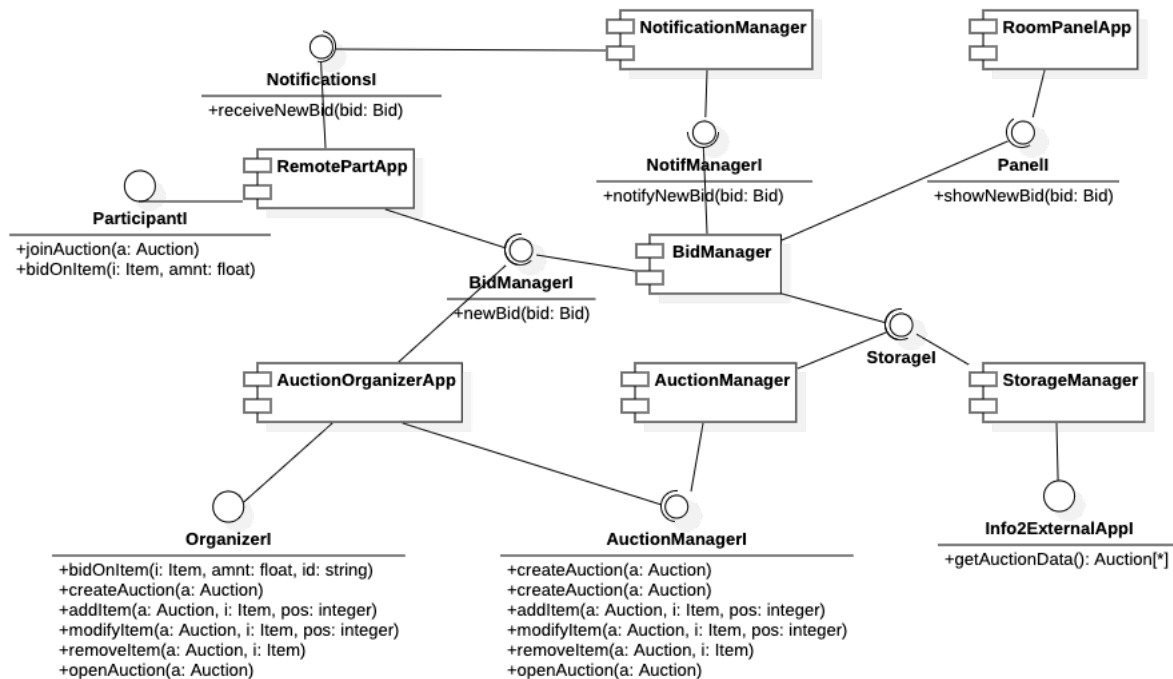 NotificationManager
RoomPanelApp
NotificationsI
+receiveNewBid(bid: Bid)
RemotePartApp
NotifManagerI
+notifyNewBid(bid: Bid)
PanelI
+showNewBid(bid: Bid)
ParticipantI
+joinAuction(a: Auction)
+bidOnItem(i: Item, amnt: float)
BidManager
BidManagerI
+newBid(bid: Bid)
StorageI
AuctionOrganizerApp
AuctionManager
StorageManager
OrganizerI
+bidOnItem(i: Item, amnt: float, id: string)
+createAuction(a: Auction)
+addItem(a: Auction, i: Item, pos: integer)
+modifyItem(a: Auction, i: Item, pos: integer)
+removeItem(a: Auction, i: Item)
+openAuction(a: Auction)
AuctionManagerI
+createAuction(a: Auction)
+createAuction(a: Auction)
+addItem(a: Auction, i: Item, pos: integer)
+modifyItem(a: Auction, i: Item, pos: integer)
+removeItem(a: Auction, i: Item)
+openAuction(a: Auction)
Info2ExternalAppI
+getAuctionData(): Auction[*]